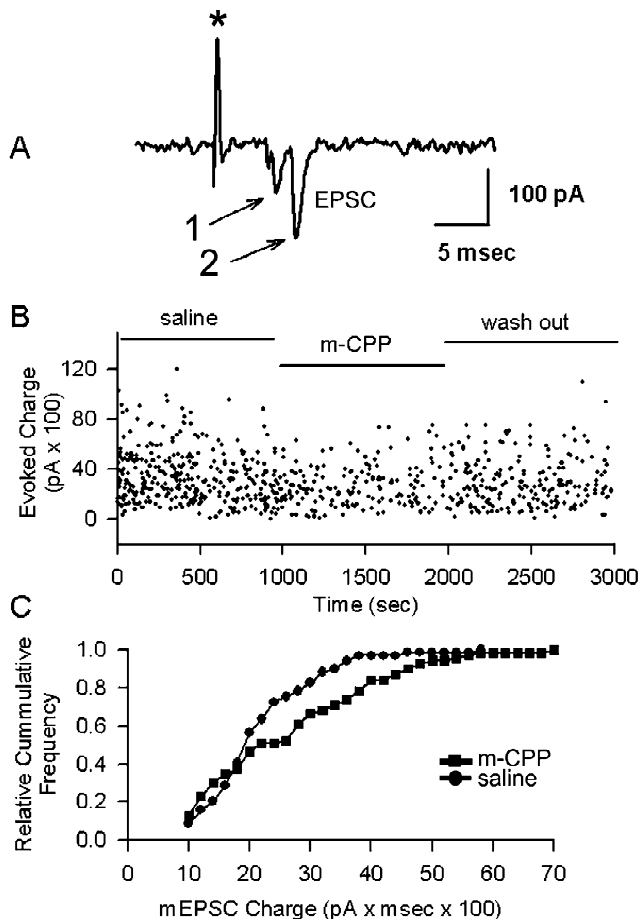 *
A
1
2
EPSC
100 pA
5 msec
B
saline
m-CPP
wash out
Evoked Charge
(pA x 100)
120
80
40
0
0 500 1000 1500 2000 2500 3000
Time (sec)
C
Relative Cummulative
Frequency
1.0
0.8
0.6
0.4
0.2
0.0
m-CPP
saline
0 10 20 30 40 50 60 70
mEPSC Charge (pA x msec x 100)